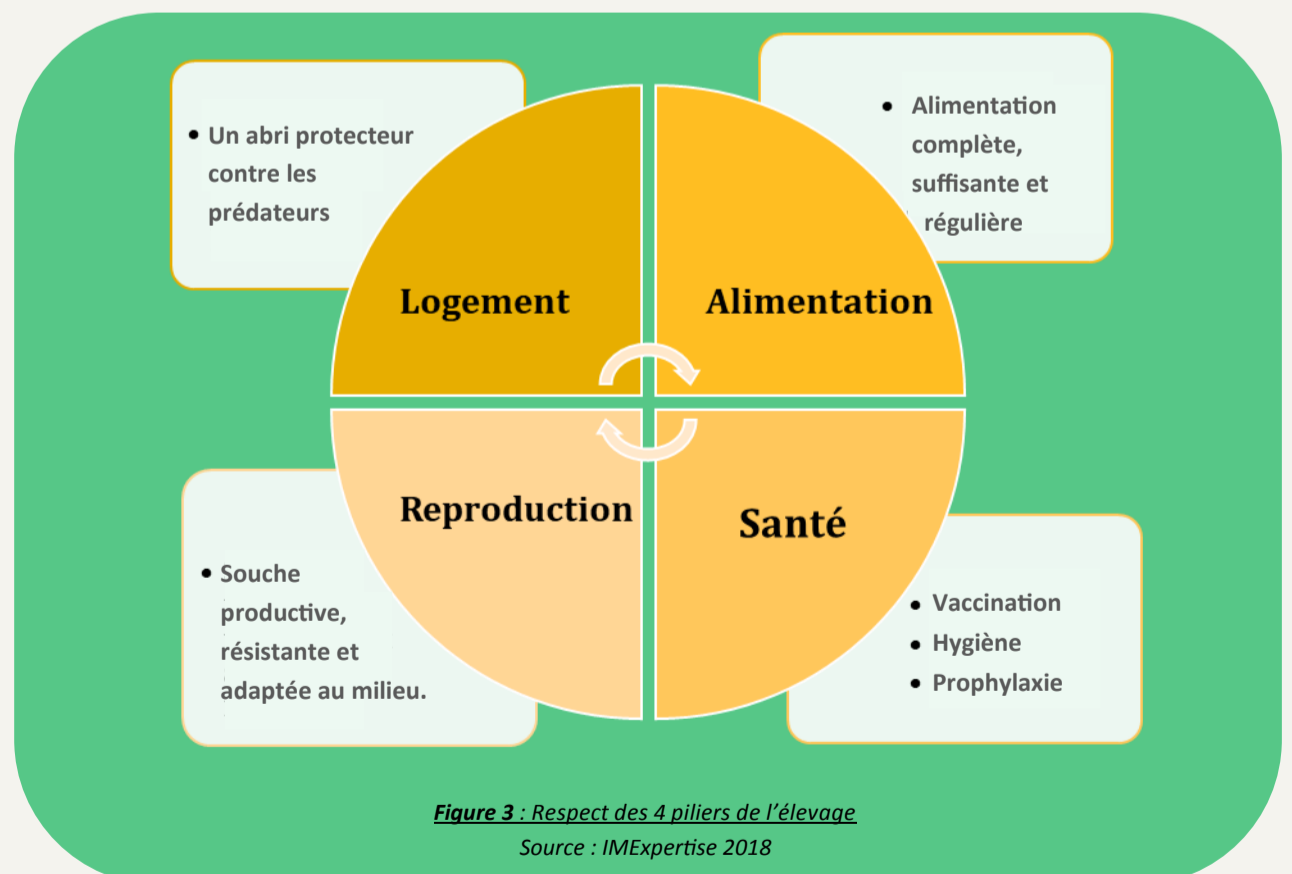 • Un abri protecteur
contre les
prédateurs
• Alimentation
complète,
suffisante et
régulière
Logement
Alimentation
Reproduction
Santé
• Souche
productive,
résistante et
adaptée au milieu.
• Vaccination
• Hygiène
• Prophylaxie
Figure 3 : Respect des 4 piliers de l’élevage
Source : IMExpertise 2018